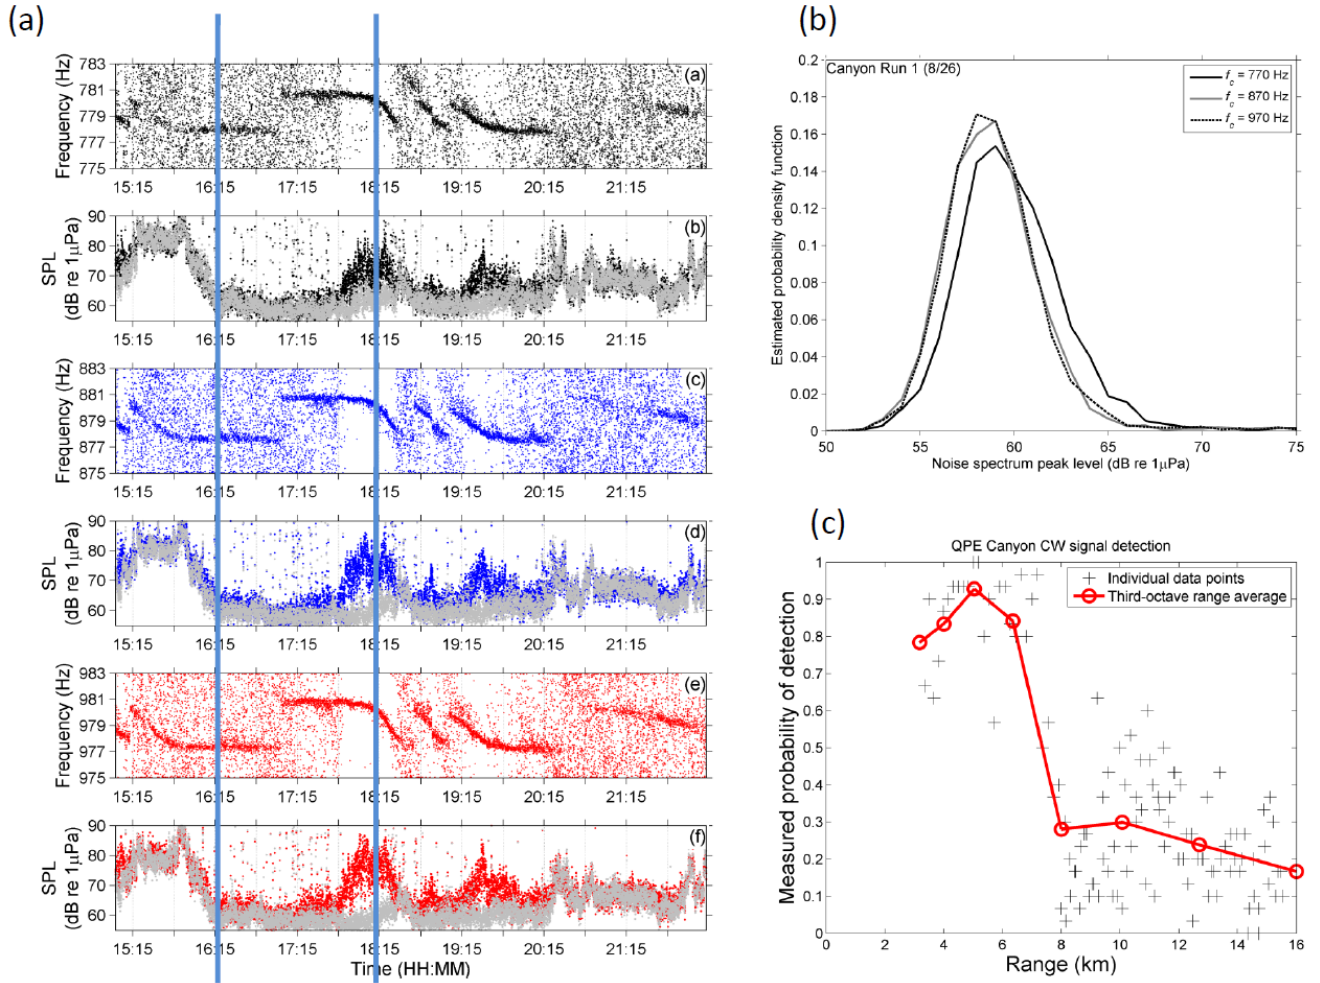 (a)
Frequency (Hz)
783
781
779
777
775
(a)
15:15 16:15 17:15 18:15 19:15 20:15 21:15
SPL
(dB re 1μPa)
90
80
70
60
(b)
15:15 16:15 17:15 18:15 19:15 20:15 21:15
Frequency (Hz)
883
881
879
877
875
(c)
15:15 16:15 17:15 18:15 19:15 20:15 21:15
SPL
(dB re 1μPa)
90
80
70
60
(d)
15:15 16:15 17:15 18:15 19:15 20:15 21:15
Frequency (Hz)
983
981
979
977
975
(e)
15:15 16:15 17:15 18:15 19:15 20:15 21:15
SPL
(dB re 1μPa)
90
80
70
60
(f)
15:15 16:15 17:15 18:15 19:15 20:15 21:15
Time (HH:MM)
(b)
Canyon Run 1 (8/26)
fc = 770 Hz
fc = 870 Hz
fc = 970 Hz
Estimated probability density function
0.2
0.18
0.16
0.14
0.12
0.1
0.08
0.06
0.04
0.02
0
50 55 60 65 70 75
Noise spectrum peak level (dB re 1μPa)
(c)
QPE Canyon CW signal detection
Individual data points
Third-octave range average
Measured probability of detection
1
0.9
0.8
0.7
0.6
0.5
0.4
0.3
0.2
0.1
0
0 2 4 6 8 10 12 14 16
Range (km)